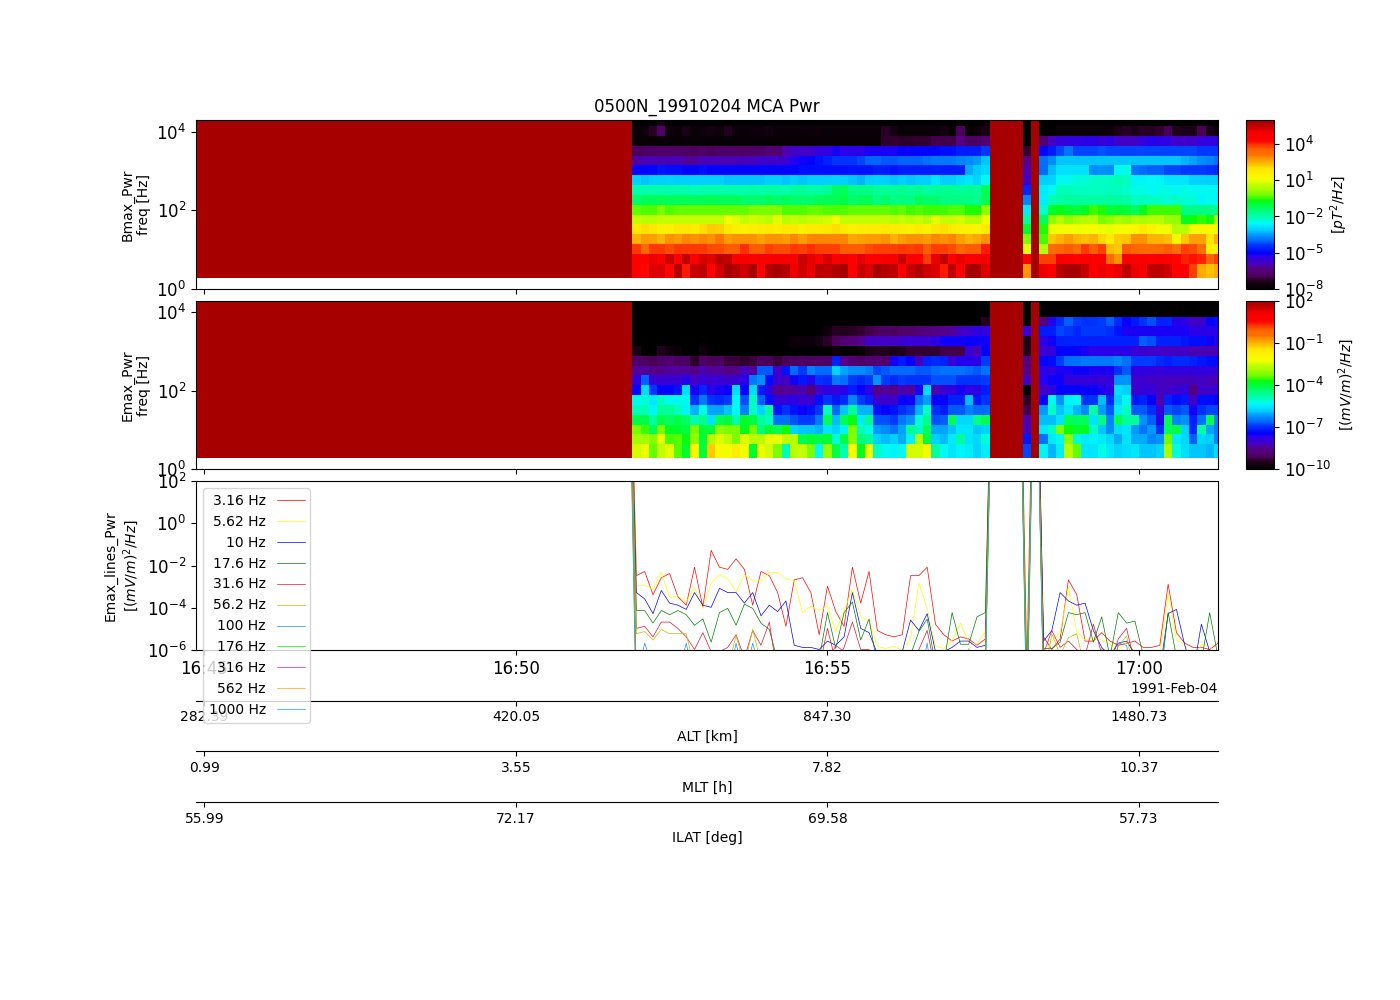 0500N_19910204 MCA Pwr
10^4
10^2
10^0
Bmax_Pwr
freq [Hz]
10^4
10^1
10^-2
10^-5
10^-8
[pT^2/Hz]
10^4
10^2
10^0
Emax_Pwr
freq [Hz]
10^2
10^-1
10^-4
10^-7
10^-10
[(mV/m)^2/Hz]
10^2
10^0
10^-2
10^-4
10^-6
Emax_lines_Pwr
[(mV/m)^2/Hz]
3.16 Hz
5.62 Hz
10 Hz
17.6 Hz
31.6 Hz
56.2 Hz
100 Hz
176 Hz
316 Hz
562 Hz
1000 Hz
16:45 16:50 16:55 17:00
1991-Feb-04
282.39 420.05 847.30 1480.73
ALT [km]
0.99 3.55 7.82 10.37
MLT [h]
55.99 72.17 69.58 57.73
ILAT [deg]